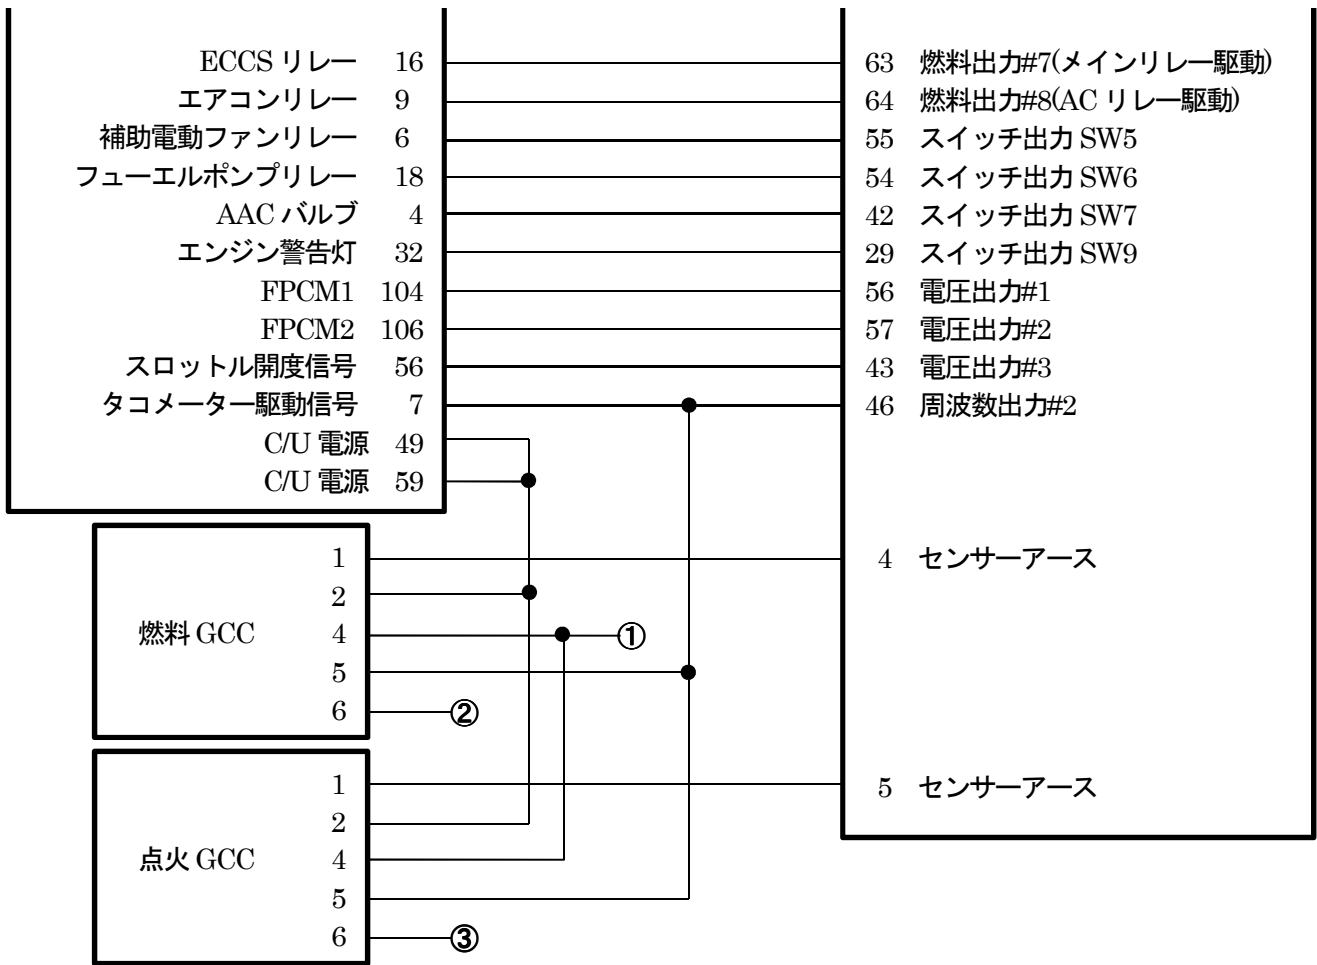 ECCS リレー 16 63 燃料出力#7(メインリレー駆動)
エアコンリレー 9 64 燃料出力#8(AC リレー駆動)
補助電動ファンリレー 6 55 スイッチ出力 SW5
フューエルポンプリレー 18 54 スイッチ出力 SW6
AAC バルブ 4 42 スイッチ出力 SW7
エンジン警告灯 32 29 スイッチ出力 SW9
FPCM1 104 56 電圧出力#1
FPCM2 106 57 電圧出力#2
スロットル開度信号 56 43 電圧出力#3
タコメーター駆動信号 7 46 周波数出力#2
C/U 電源 49
C/U 電源 59
1 4 センサーアース
2
燃料 GCC 4 ①
5
6 ②
1 5 センサーアース
2
点火 GCC 4
5
6 ③